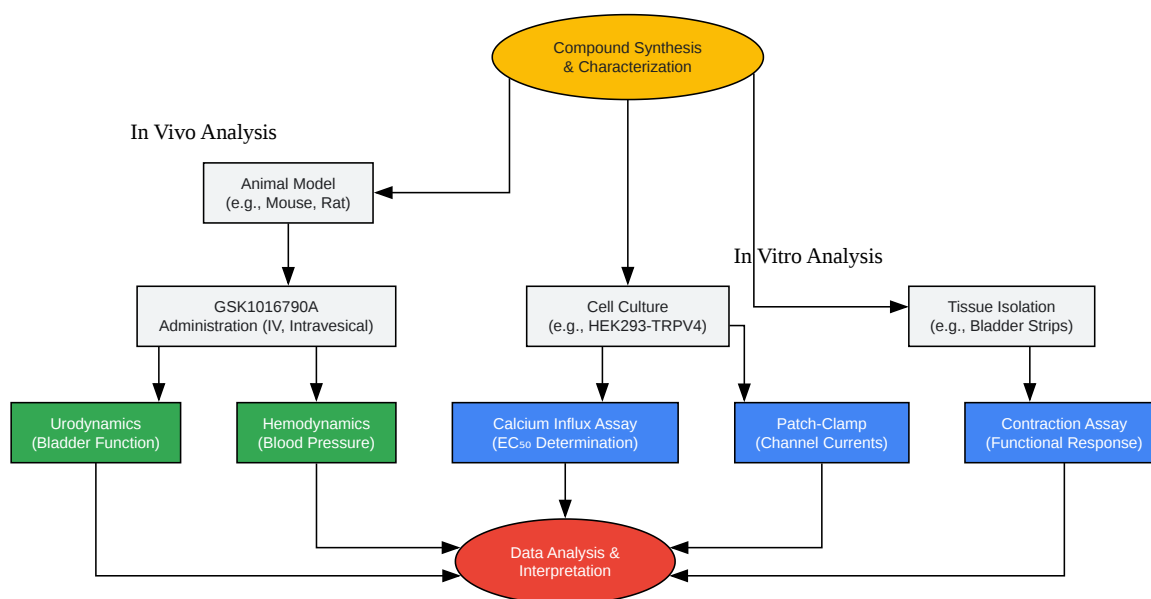 Compound Synthesis
& Characterization
In Vivo Analysis
Animal Model
(e.g., Mouse, Rat)
In Vitro Analysis
GSK1016790A
Administration (IV, Intravesical)
Cell Culture
(e.g., HEK293-TRPV4)
Tissue Isolation
(e.g., Bladder Strips)
Urodynamics
(Bladder Function)
Hemodynamics
(Blood Pressure)
Calcium Influx Assay
(EC₅₀ Determination)
Patch-Clamp
(Channel Currents)
Contraction Assay
(Functional Response)
Data Analysis &
Interpretation